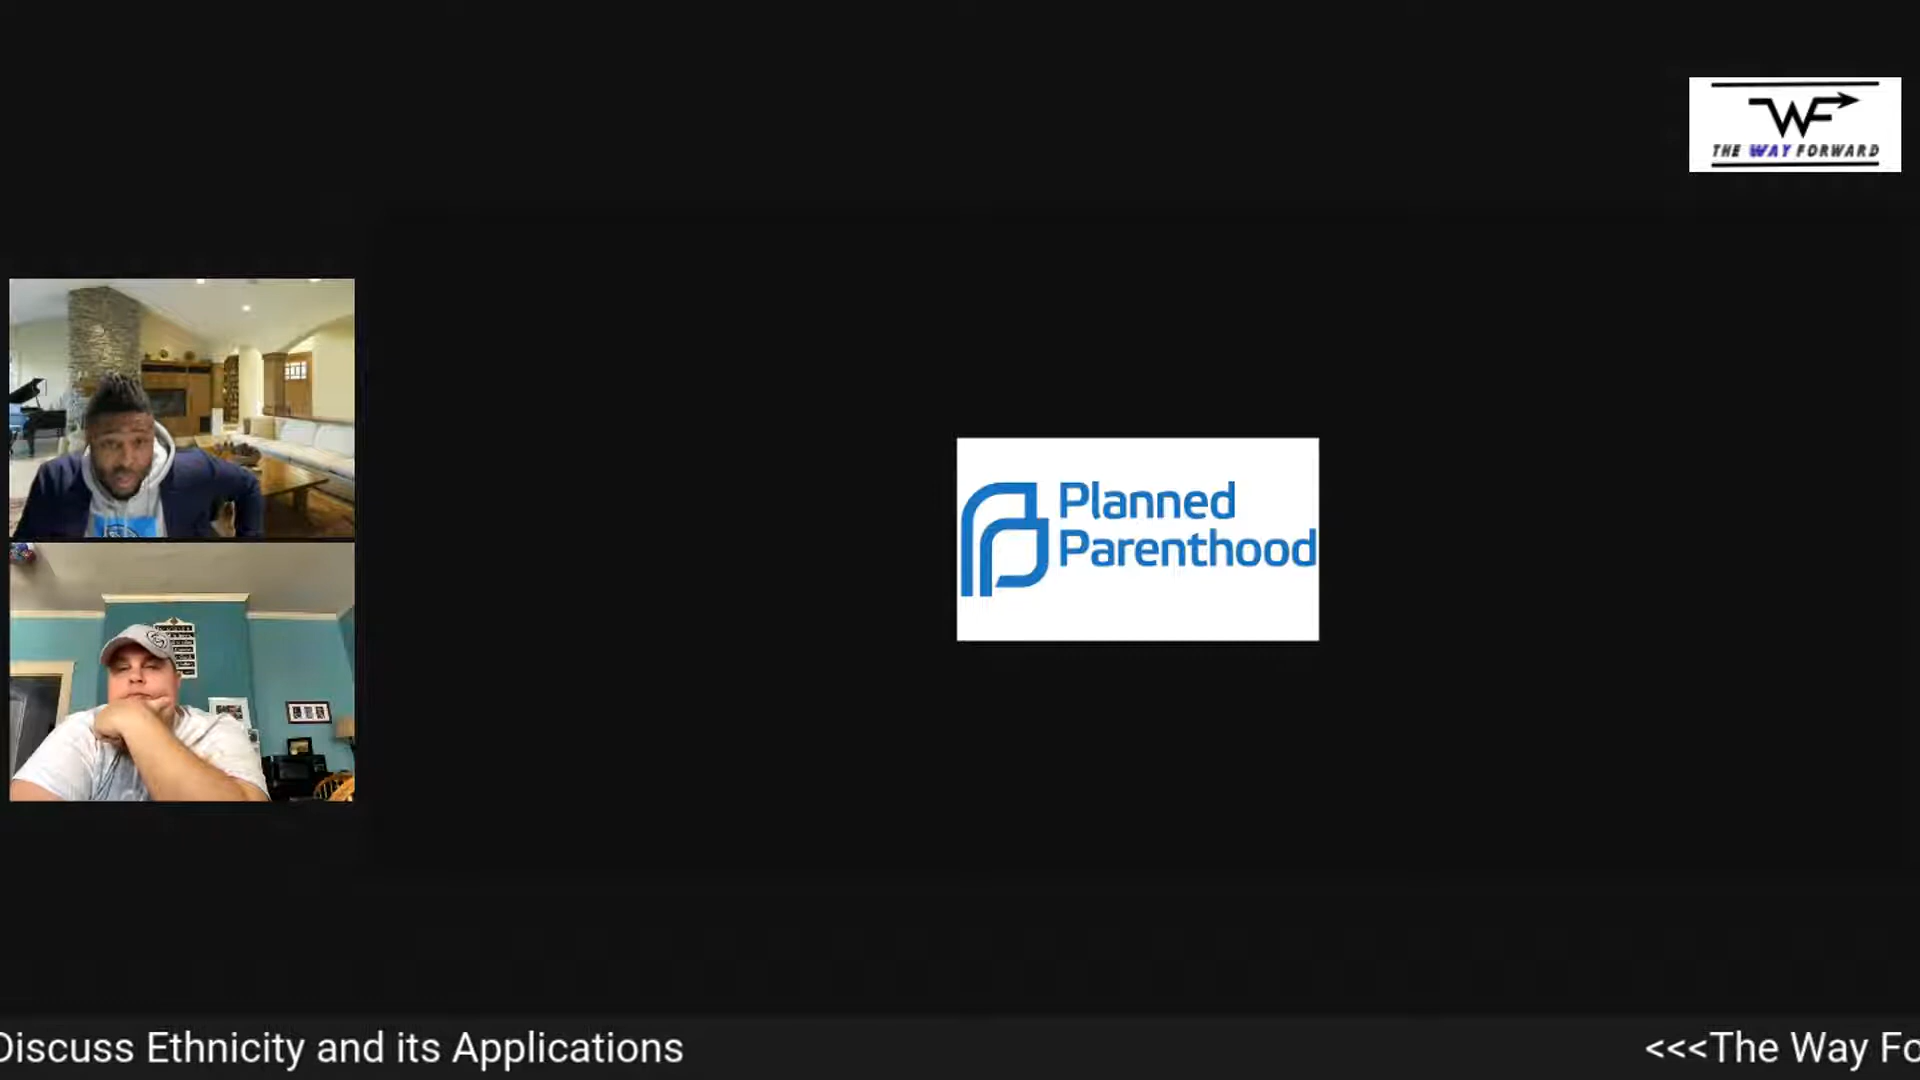 THE WAY FORWARD
Planned
Parenthood
Discuss Ethnicity and its Applications
<<<The Way Fo